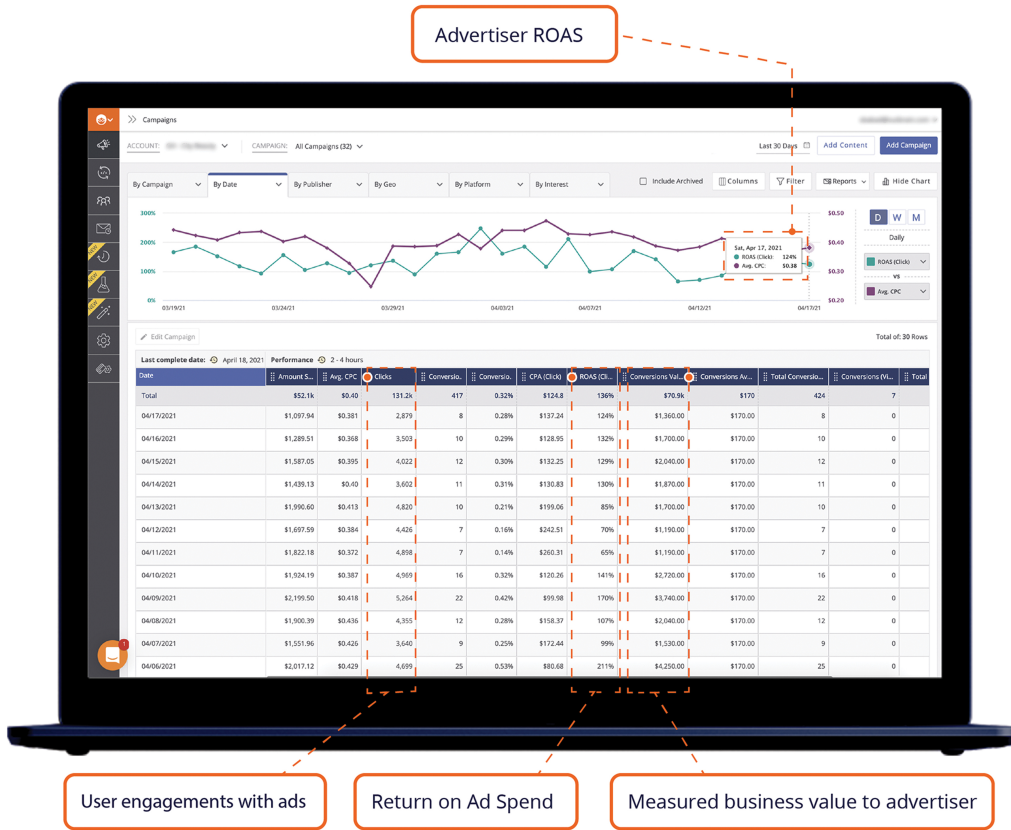 Advertiser ROAS
Campaigns
ACCOUNT:
CAMPAIGN: All Campaigns (32)
Last 30 Days
Add Content
Add Campaign
By Campaign
By Date
By Publisher
By Geo
By Platform
By Interest
Include Archived
Columns
Filter
Reports
Hide Chart
300%
200%
100%
0%
$0.50
$0.40
$0.30
$0.20
03/19/21
03/24/21
03/29/21
04/03/21
04/07/21
04/12/21
04/17/21
Sat, Apr 17, 2021
ROAS (Click): 124%
Avg. CPC: $0.38
D W M
Daily
ROAS (Click)
vs
Avg. CPC
NEW
NEW
NEW
Edit Campaign
Total of: 30 Rows
Last complete date: April 18, 2021 Performance 2 - 4 hours
Date Amount S... Avg. CPC Clicks Conversio.. Conversio.. CPA (Click) ROAS (Cli... Conversions Val... Conversions Av... Total Conversio... Conversions (Vi... Total
Total $52.1k $0.40 131.2k 417 0.32% $124.8 136% $70.9k $170 424 7
04/17/2021 $1,097.94 $0.381 2,879 8 0.28% $137.24 124% $1,360.00 $170.00 8 0
04/16/2021 $1,289.51 $0.368 3,503 10 0.29% $128.95 132% $1,700.00 $170.00 10 0
04/15/2021 $1,587.05 $0.395 4,022 12 0.30% $132.25 129% $2,040.00 $170.00 12 0
04/14/2021 $1,439.13 $0.40 3,602 11 0.31% $130.83 130% $1,870.00 $170.00 11 0
04/13/2021 $1,990.60 $0.413 4,820 10 0.21% $199.06 85% $1,700.00 $170.00 10 0
04/12/2021 $1,697.59 $0.384 4,426 7 0.16% $242.51 70% $1,190.00 $170.00 7 0
04/11/2021 $1,822.18 $0.372 4,898 7 0.14% $260.31 65% $1,190.00 $170.00 7 0
04/10/2021 $1,924.19 $0.387 4,969 16 0.32% $120.26 141% $2,720.00 $170.00 16 0
04/09/2021 $2,199.50 $0.418 5,264 22 0.42% $99.98 170% $3,740.00 $170.00 22 0
04/08/2021 $1,900.39 $0.436 4,355 12 0.28% $158.37 107% $2,040.00 $170.00 12 0
04/07/2021 $1,551.96 $0.426 3,640 9 0.25% $172.44 99% $1,530.00 $170.00 9 0
04/06/2021 $2,017.12 $0.429 4,699 25 0.53% $80.68 211% $4,250.00 $170.00 25 0
1
User engagements with ads
Return on Ad Spend
Measured business value to advertiser